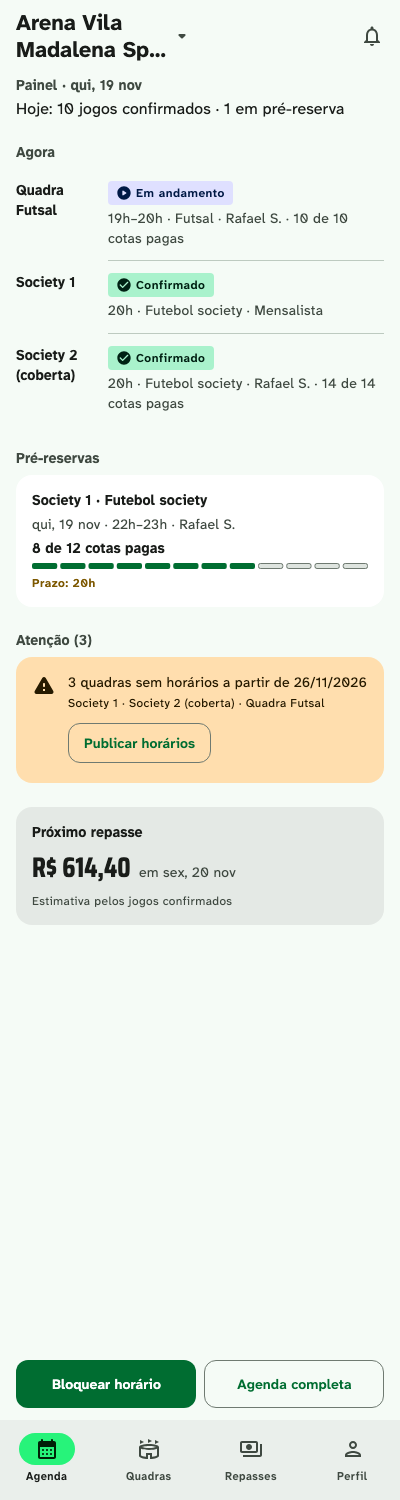 Arena Vila
Madalena Sp...
Painel · qui, 19 nov
Hoje: 10 jogos confirmados · 1 em pré-reserva
Agora
Quadra
Futsal
Em andamento
19h–20h · Futsal · Rafael S. · 10 de 10
cotas pagas
Society 1
Confirmado
20h · Futebol society · Mensalista
Society 2
(coberta)
Confirmado
20h · Futebol society · Rafael S. · 14 de 14
cotas pagas
Pré-reservas
Society 1 · Futebol society
qui, 19 nov · 22h–23h · Rafael S.
8 de 12 cotas pagas
Prazo: 20h
Atenção (3)
3 quadras sem horários a partir de 26/11/2026
Society 1 · Society 2 (coberta) · Quadra Futsal
Publicar horários
Próximo repasse
R$ 614,40 em sex, 20 nov
Estimativa pelos jogos confirmados
Bloquear horário
Agenda completa
Agenda
Quadras
Repasses
Perfil